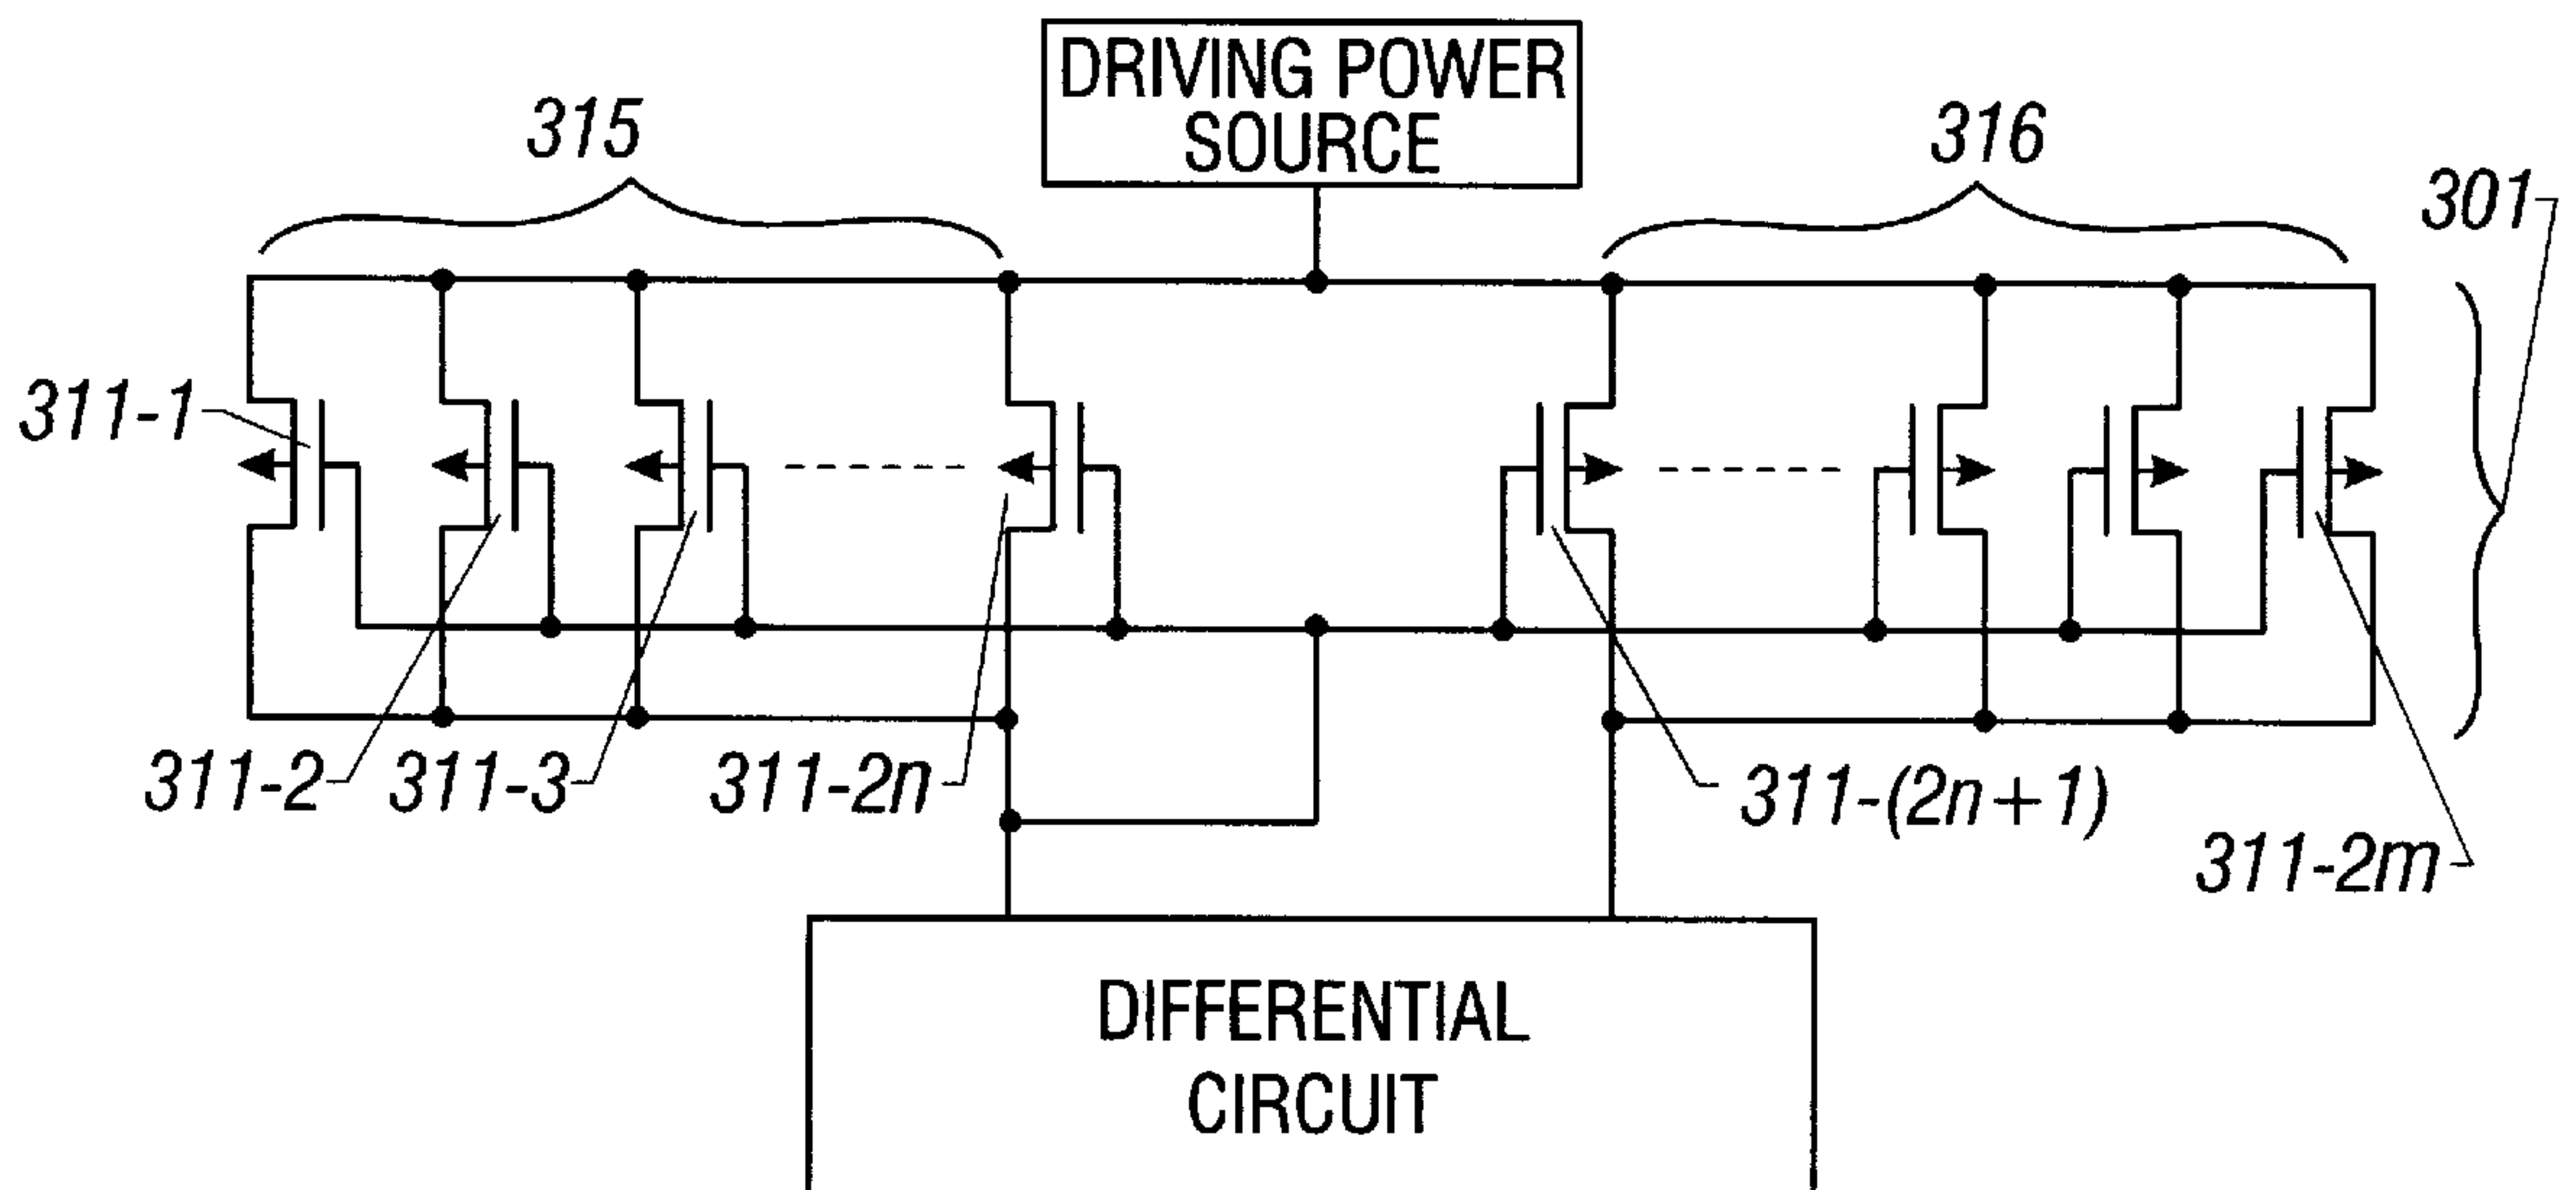 DRIVING POWER
SOURCE
315
316
301
311-1
311-2
311-3
311-2n
311-(2n+1)
311-2m
DIFFERENTIAL
CIRCUIT